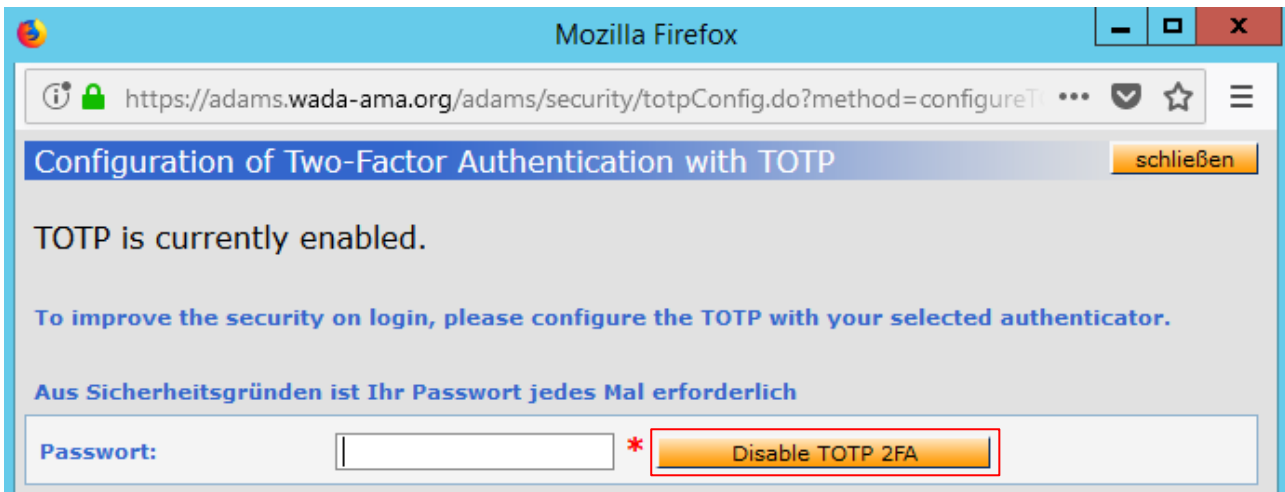 Mozilla Firefox
https://adams.wada-ama.org/adams/security/totpConfig.do?method=configureT
Configuration of Two-Factor Authentication with TOTP
schließen
TOTP is currently enabled.
To improve the security on login, please configure the TOTP with your selected authenticator.
Aus Sicherheitsgründen ist Ihr Passwort jedes Mal erforderlich
Passwort: * Disable TOTP 2FA